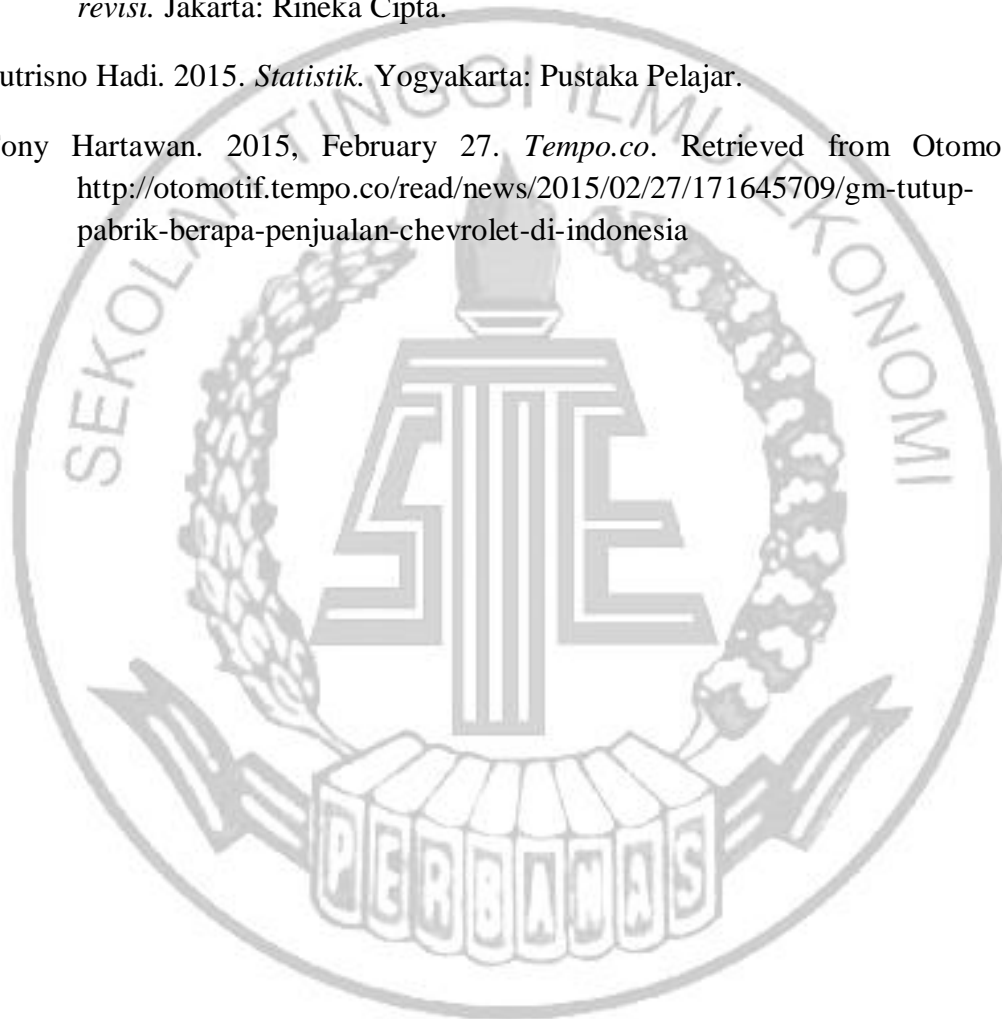 revisi. Jakarta: Rineka Cipta.
utrisno Hadi. 2015. Statistik. Yogyakarta: Pustaka Pelajar.
ony Hartawan. 2015, February 27. Tempo.co. Retrieved from Otomo
http://otomotif.tempo.co/read/news/2015/02/27/171645709/gm-tutup-
pabrik-berapa-penjualan-chevrolet-di-indonesia
SEKOLAH TINGGI ILMU EKONOMI
STIE
PERBANAS